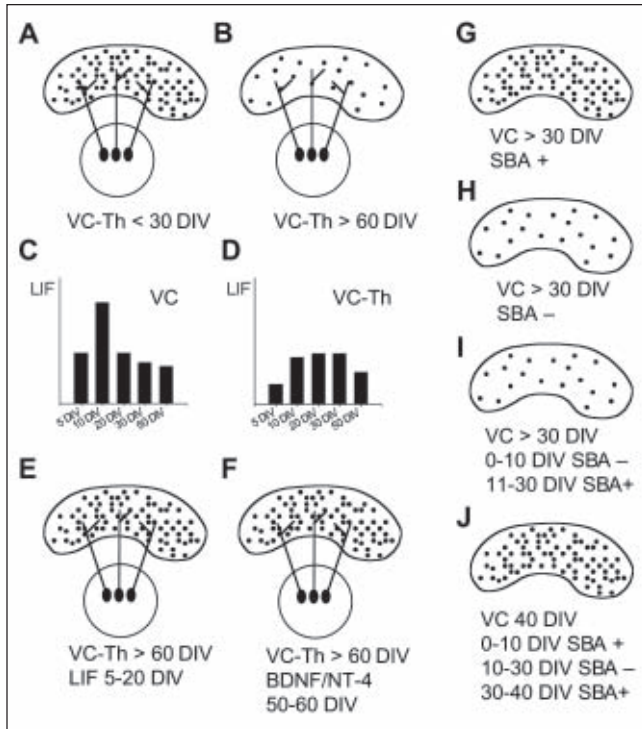 A
B
VC-Th < 30 DIV
VC-Th > 60 DIV
C
D
LIF
VC
5 DIV
10 DIV
20 DIV
30 DIV
LIF
VC-Th
5 DIV
10 DIV
20 DIV
30 DIV
50 DIV
E
F
VC-Th > 60 DIV
LIF 5-20 DIV
VC-Th > 60 DIV
BDNF/NT-4
50-60 DIV
G
VC > 30 DIV
SBA +
H
VC > 30 DIV
SBA –
I
VC > 30 DIV
0-10 DIV SBA –
11-30 DIV SBA+
J
VC 40 DIV
0-10 DIV SBA +
10-30 DIV SBA –
30-40 DIV SBA+